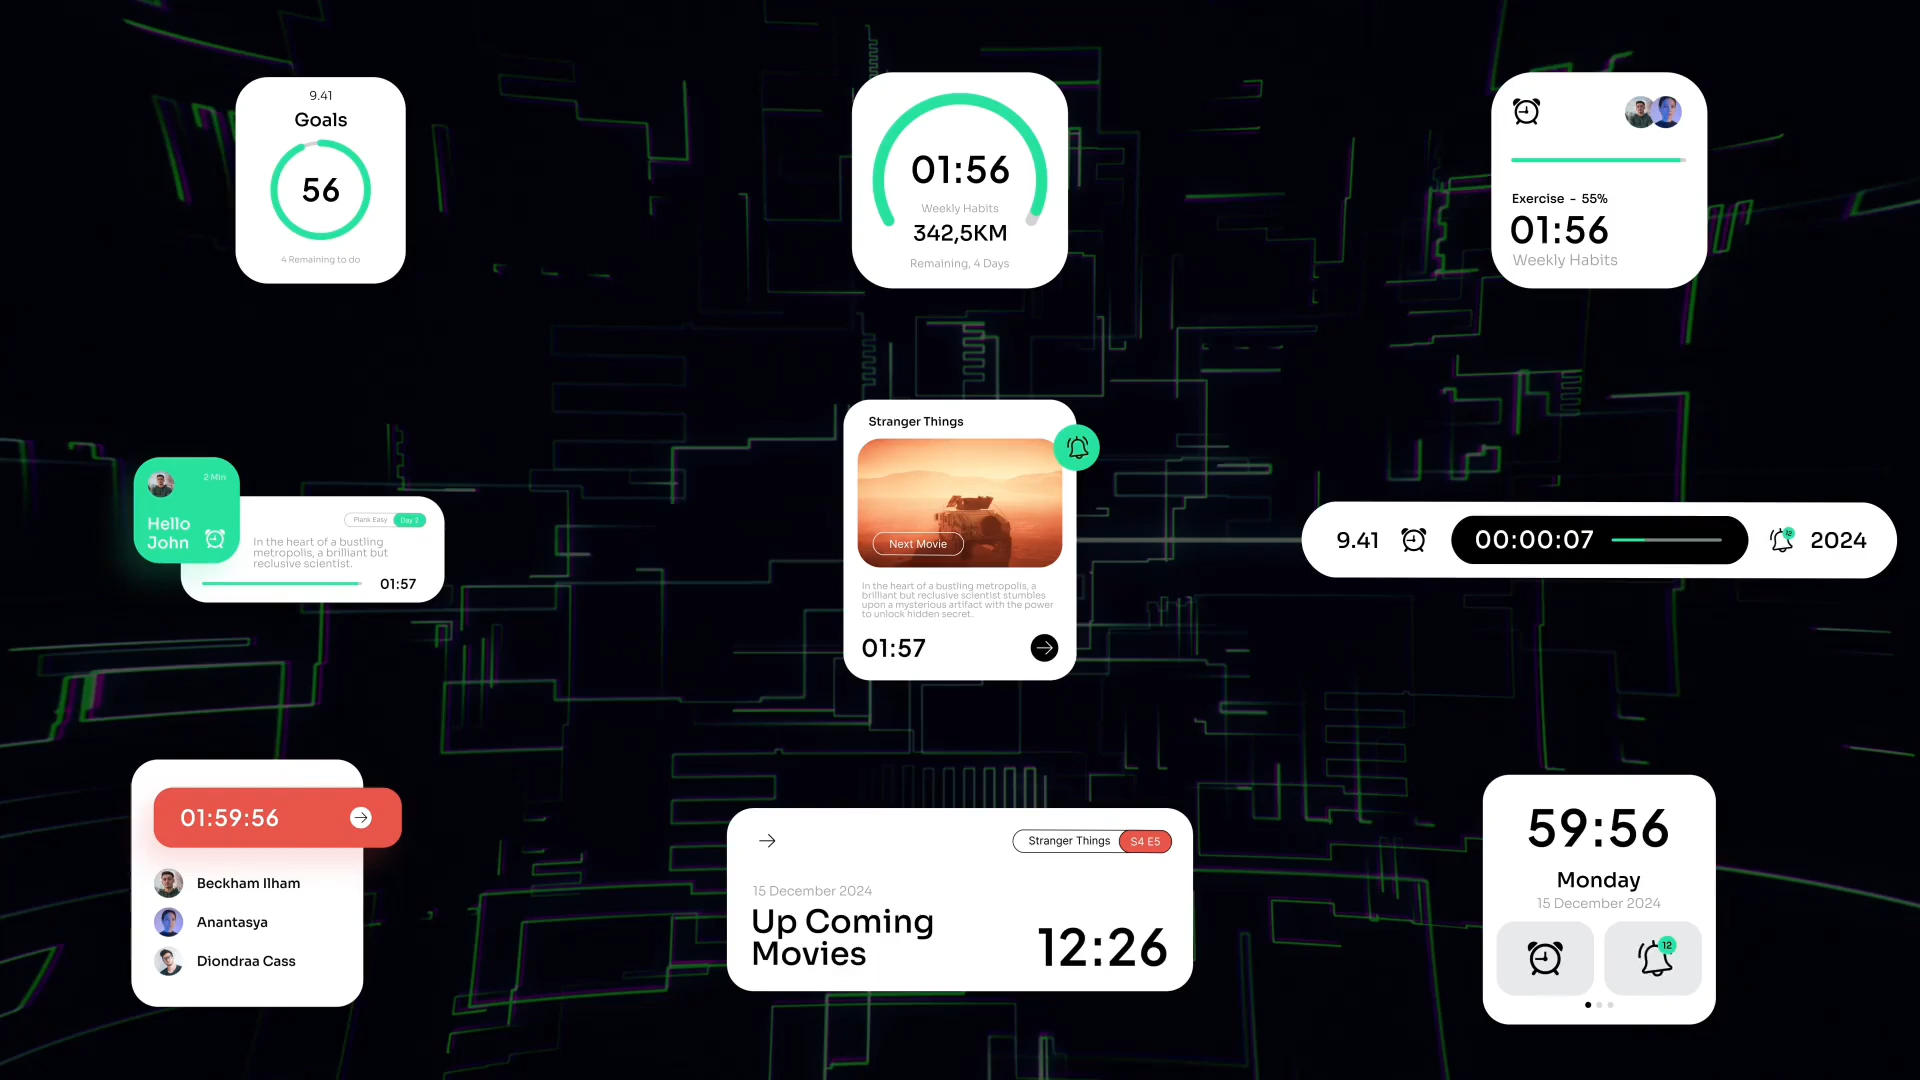 9.41
Goals
56
4 Remaining to do
01:56
Weekly Habits
342,5KM
Remaining, 4 Days
Exercise - 55%
01:56
Weekly Habits
2 Min
Hello
John
Plank Easy
Day 2
In the heart of a bustling
metropolis, a brilliant but
reclusive scientist.
01:57
Stranger Things
Next Movie
In the heart of a bustling metropolis, a
brilliant but reclusive scientist stumbles
upon a mysterious artifact with the power
to unlock hidden secret.
01:57
9.41
00:00:07
12
2024
01:59:56
Beckham Ilham
Anantasya
Diondraa Cass
Stranger Things
S4 E5
15 December 2024
Up Coming
Movies
12:26
59:56
Monday
15 December 2024
12